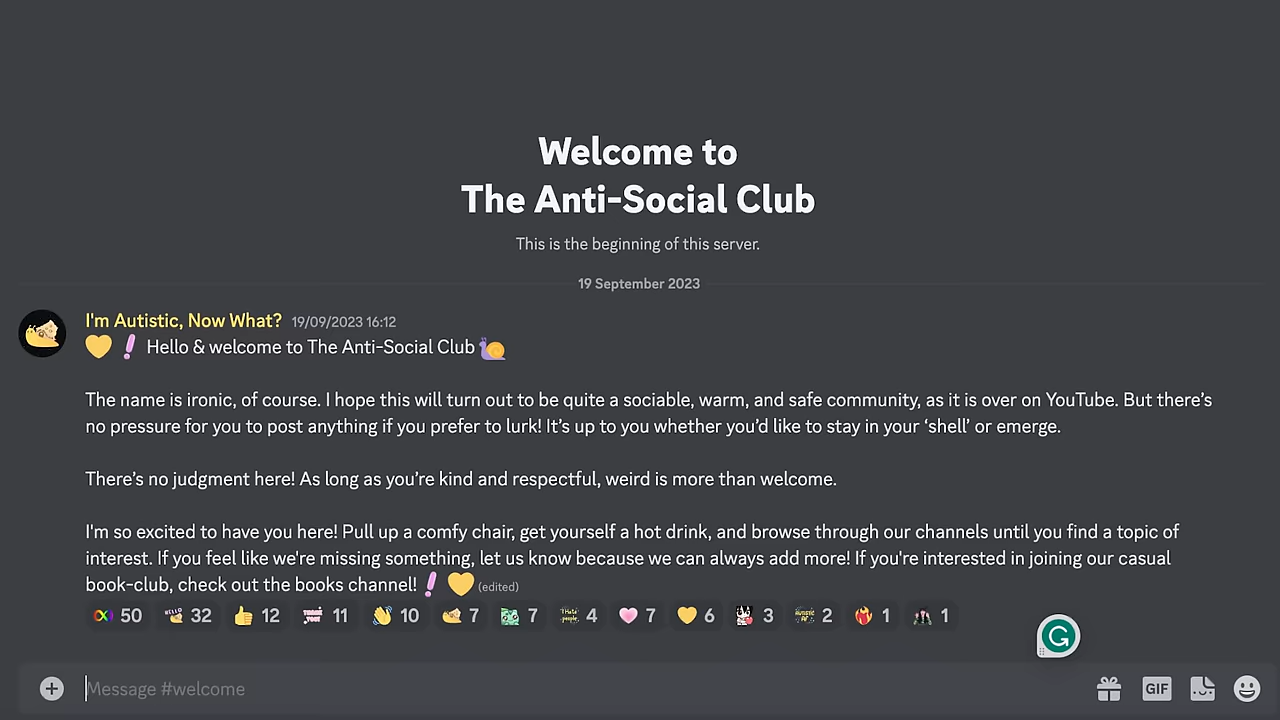 Welcome to
The Anti-Social Club
This is the beginning of this server.
19 September 2023
I'm Autistic, Now What? 19/09/2023 16:12
💛❗ Hello & welcome to The Anti-Social Club 🐌
The name is ironic, of course. I hope this will turn out to be quite a sociable, warm, and safe community, as it is over on YouTube. But there's
no pressure for you to post anything if you prefer to lurk! It's up to you whether you'd like to stay in your 'shell' or emerge.
There's no judgment here! As long as you're kind and respectful, weird is more than welcome.
I'm so excited to have you here! Pull up a comfy chair, get yourself a hot drink, and browse through our channels until you find a topic of
interest. If you feel like we're missing something, let us know because we can always add more! If you're interested in joining our casual
book-club, check out the books channel!❗💛 (edited)
50 HELLO 32 12 THANK YOU! 11 10 7 7 I Hate people 4 7 6 3 AUTISTIC AF 2 1 1
G
Message #welcome
GIF